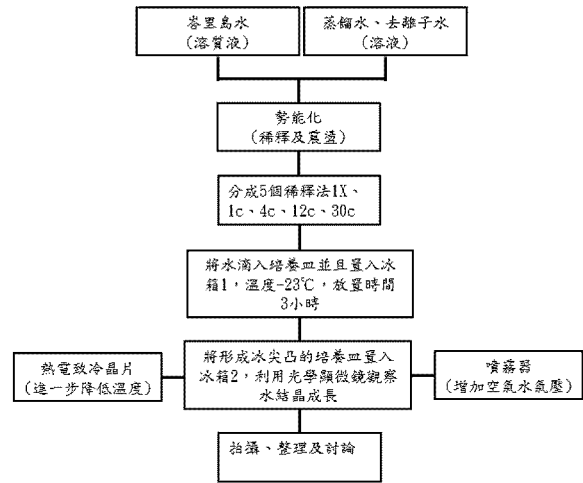 峇里島水
(溶質液)
蒸餾水、去離子水
(溶液)
勢能化
(稀釋及震盪)
分成5個稀釋法1X、
1c、4c、12c、30c
將水滴入培養皿並且置入冰
箱1，溫度-23℃，放置時間
3小時
熱電致冷晶片
(進一步降低溫度)
將形成冰尖凸的培養皿置入
冰箱2，利用光學顯微鏡觀察
水結晶成長
噴霧器
(增加空氣水氣壓)
拍攝、整理及討論